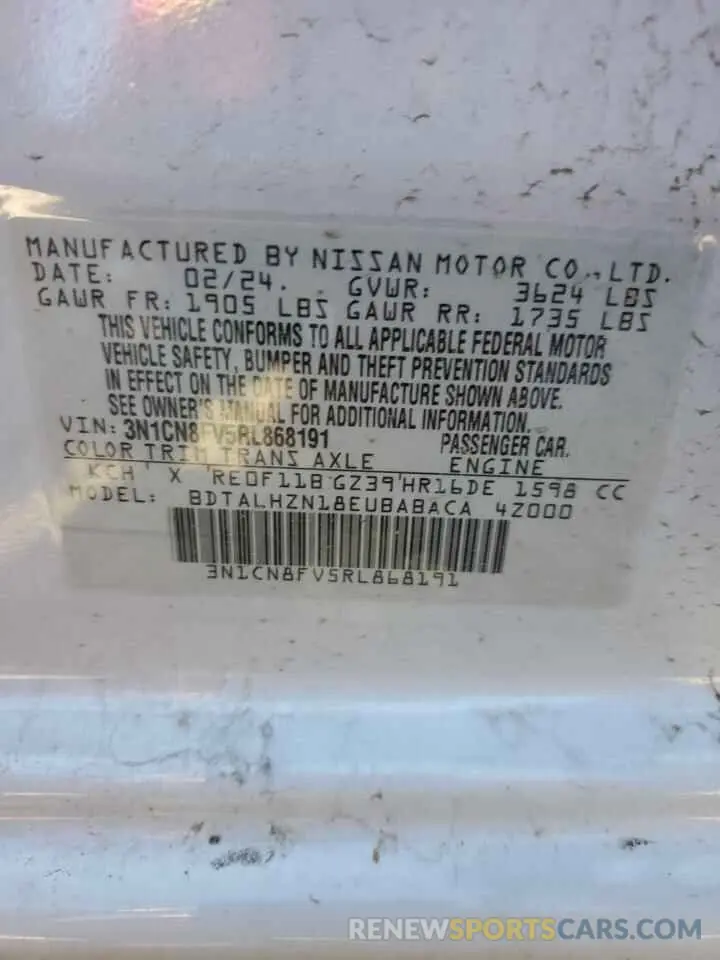 MANUFACTURED BY NISSAN MOTOR CO., LTD.
DATE: 02/24. GVWR: 3624 LBS
GAWR FR: 1905 LBS GAWR RR: 1735 LBS
THIS VEHICLE CONFORMS TO ALL APPLICABLE FEDERAL MOTOR
VEHICLE SAFETY, BUMPER AND THEFT PREVENTION STANDARDS
IN EFFECT ON THE DATE OF MANUFACTURE SHOWN ABOVE.
SEE OWNER'S MANUAL FOR ADDITIONAL INFORMATION.
VIN: 3N1CN8FV5RL868191 PASSENGER CAR.
COLOR TRIM TRANS AXLE ENGINE
KCH X RE0F11B GZ39 HR16DE 1598 CC
MODEL: BDTALHZN18EUBABACA 4Z000
3N1CN8FV5RL868191
RENEWSPORTSCARS.COM